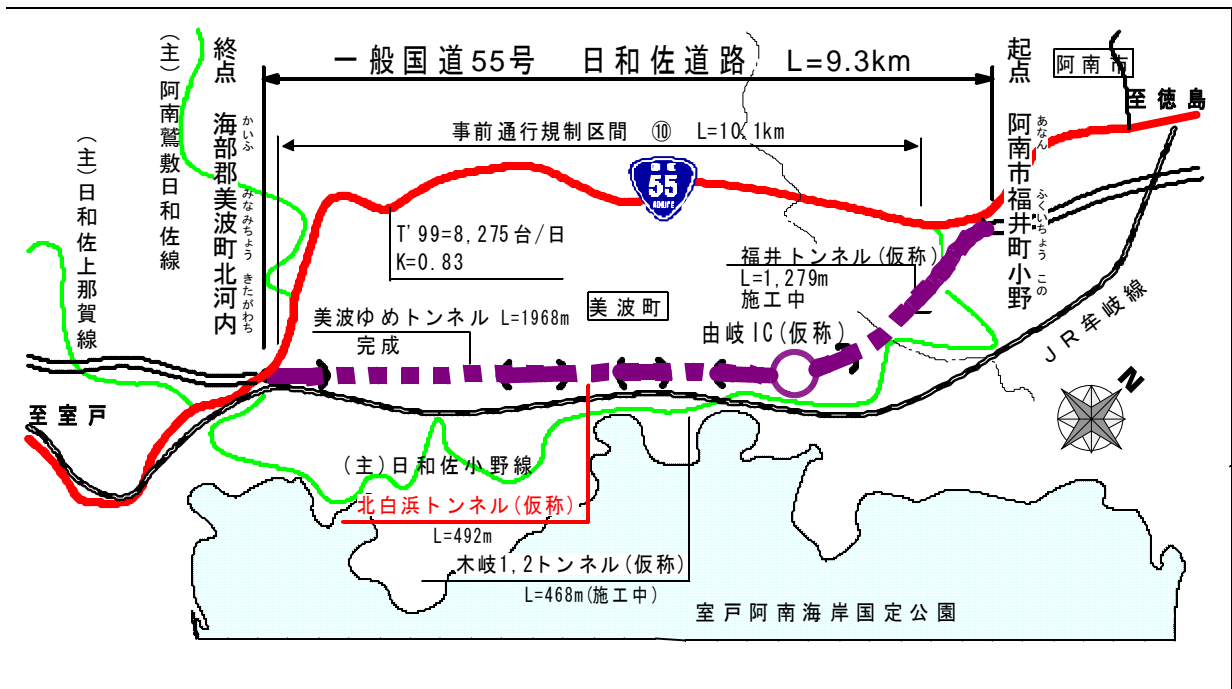 一般国道55号 日和佐道路 L=9.3km
事前通行規制区間 ⑩ L=10.1km
起点
阿南市福井町小野
あなん ふくいちょう この
阿南市
至徳島
終点
海部郡美波町北河内
かいふ みなみちょう きたがわち
(主)阿南鷲敷日和佐線
(主)日和佐上那賀線
55
T'99=8,275台/日
K=0.83
福井トンネル(仮称)
L=1,279m
施工中
美波町
美波ゆめトンネル L=1968m
完成
由岐IC(仮称)
JR牟岐線
N
至室戸
(主)日和佐小野線
北白浜トンネル(仮称)
L=492m
木岐1,2トンネル(仮称)
L=468m(施工中)
室戸阿南海岸国定公園